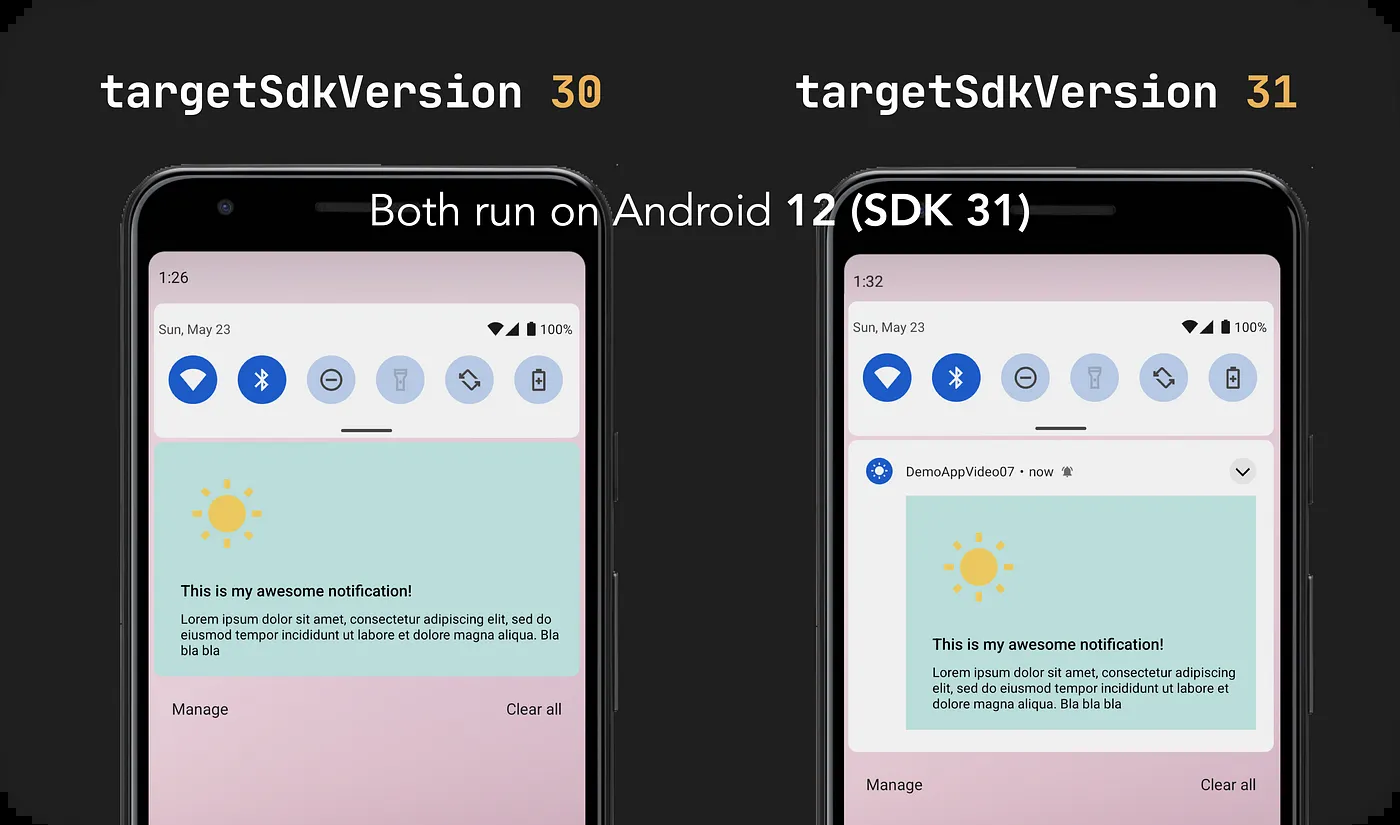 targetSdkVersion 30
targetSdkVersion 31
Both run on Android 12 (SDK 31)
1:26
Sun, May 23
100%
This is my awesome notification!
Lorem ipsum dolor sit amet, consectetur adipiscing elit, sed do
eiusmod tempor incididunt ut labore et dolore magna aliqua. Bla
bla bla
Manage
Clear all
1:32
Sun, May 23
100%
DemoAppVideo07 • now
This is my awesome notification!
Lorem ipsum dolor sit amet, consectetur adipiscing
elit, sed do eiusmod tempor incididunt ut labore et
dolore magna aliqua. Bla bla bla
Manage
Clear all